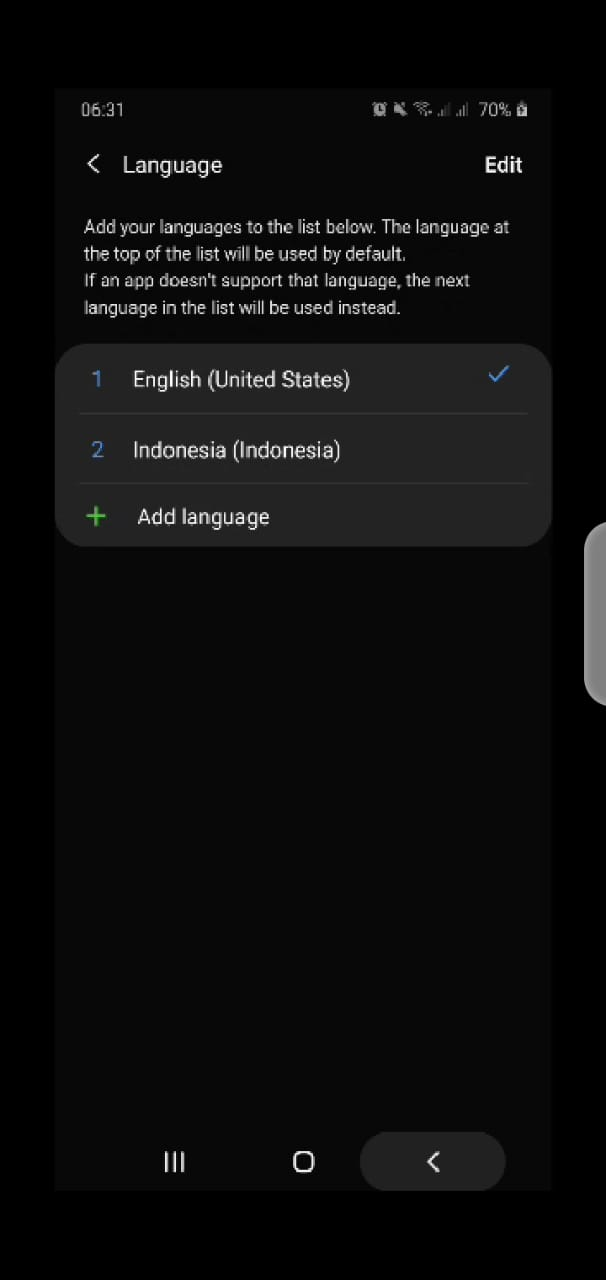 06:31
70%
Language
Edit
Add your languages to the list below. The language at
the top of the list will be used by default.
If an app doesn't support that language, the next
language in the list will be used instead.
1 English (United States)
2 Indonesia (Indonesia)
+ Add language